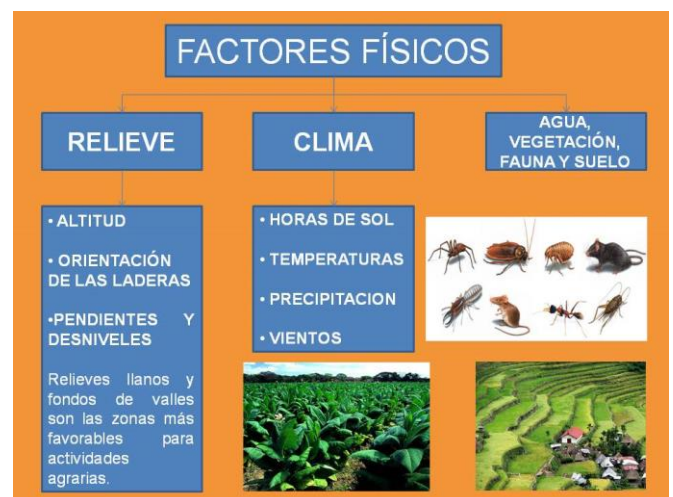 FACTORES FÍSICOS
RELIEVE
CLIMA
AGUA,
VEGETACIÓN,
FAUNA Y SUELO
• ALTITUD
• ORIENTACIÓN
DE LAS LADERAS
•PENDIENTES Y
DESNIVELES
Relieves llanos y
fondos de valles
son las zonas más
favorables para
actividades
agrarias.
• HORAS DE SOL
• TEMPERATURAS
• PRECIPITACION
• VIENTOS